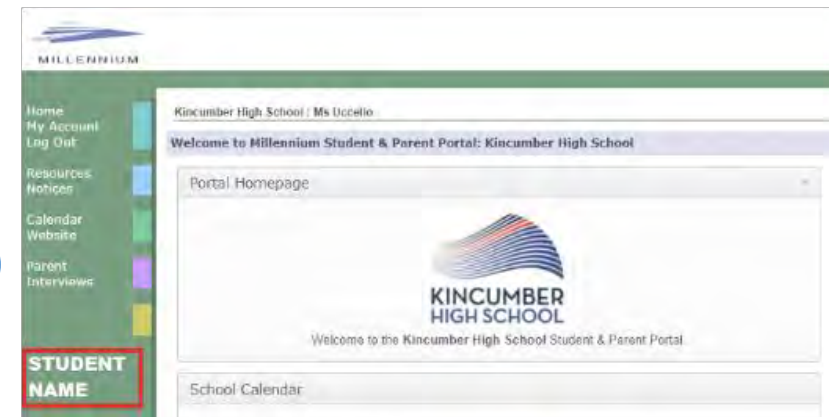 MILLENNIUM
Home
My Account
Log Out
Resources
Notices
Calendar
Website
Parent
Interviews
STUDENT
NAME
Kincumber High School : Ms Uccello
Welcome to Millennium Student & Parent Portal: Kincumber High School
Portal Homepage
KINCUMBER
HIGH SCHOOL
Welcome to the Kincumber High School Student & Parent Portal
School Calendar